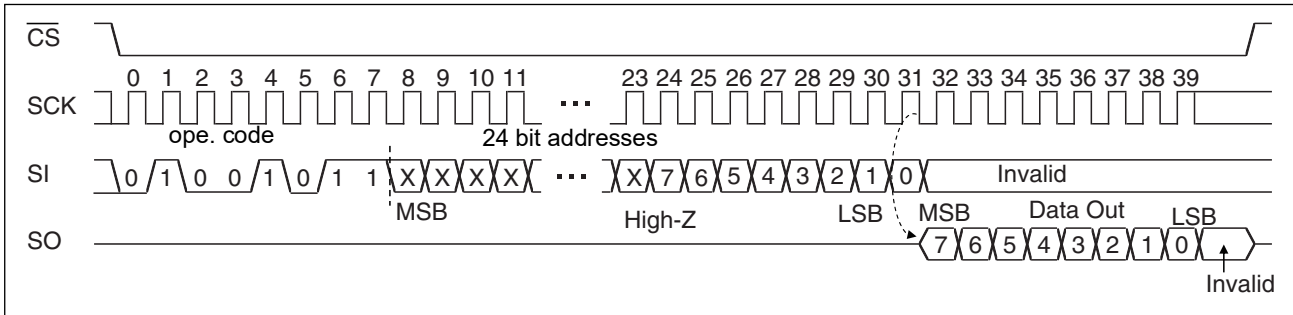 CS
0 1 2 3 4 5 6 7 8 9 10 11 23 24 25 26 27 28 29 30 31 32 33 34 35 36 37 38 39
SCK ...
ope. code 24 bit addresses
SI 0 1 0 0 1 0 1 1 X X X X ... X 7 6 5 4 3 2 1 0 Invalid
MSB High-Z LSB MSB Data Out LSB
SO 7 6 5 4 3 2 1 0
Invalid